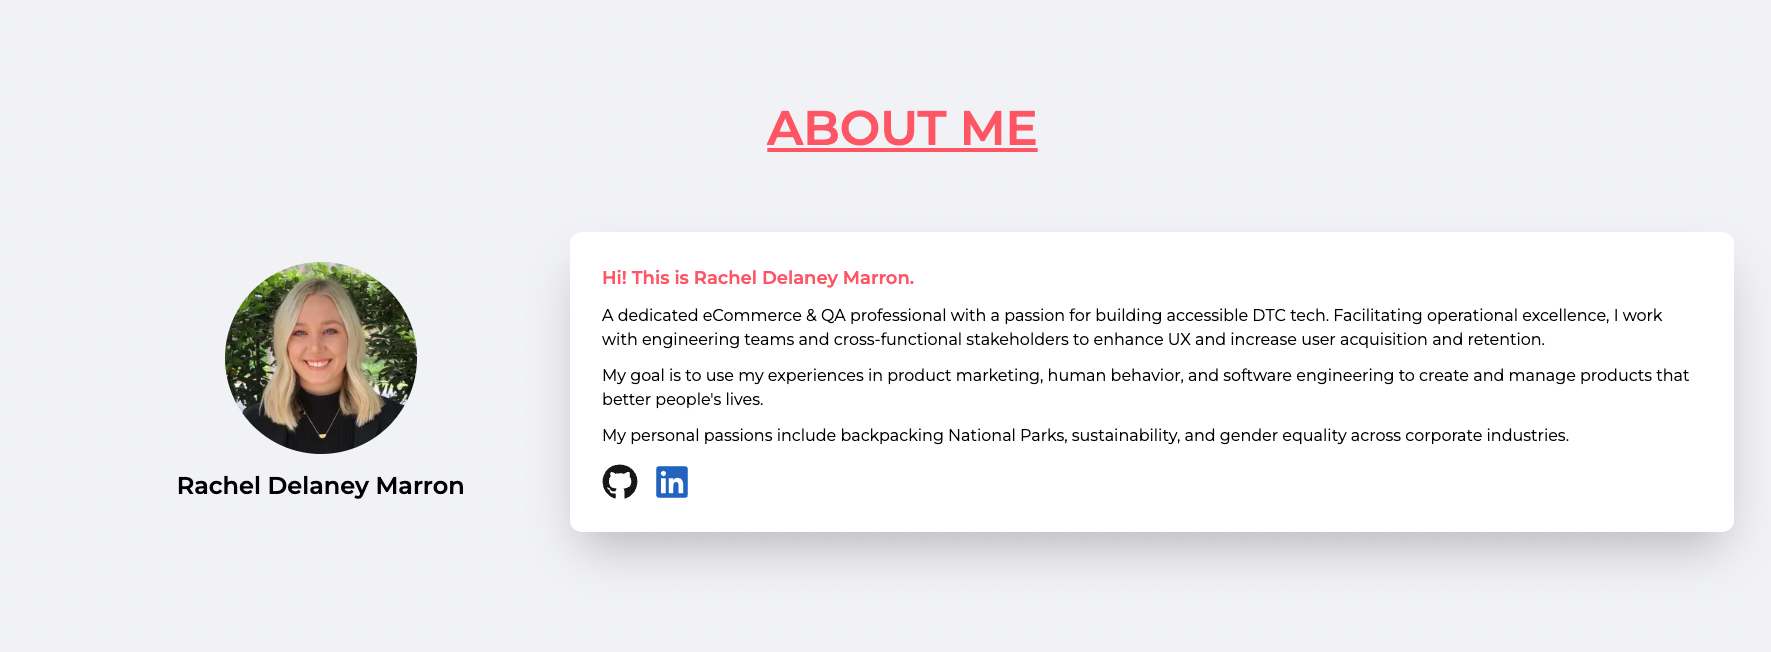 ABOUT ME
Rachel Delaney Marron
Hi! This is Rachel Delaney Marron.
A dedicated eCommerce & QA professional with a passion for building accessible DTC tech. Facilitating operational excellence, I work
with engineering teams and cross-functional stakeholders to enhance UX and increase user acquisition and retention.
My goal is to use my experiences in product marketing, human behavior, and software engineering to create and manage products that
better people's lives.
My personal passions include backpacking National Parks, sustainability, and gender equality across corporate industries.
in